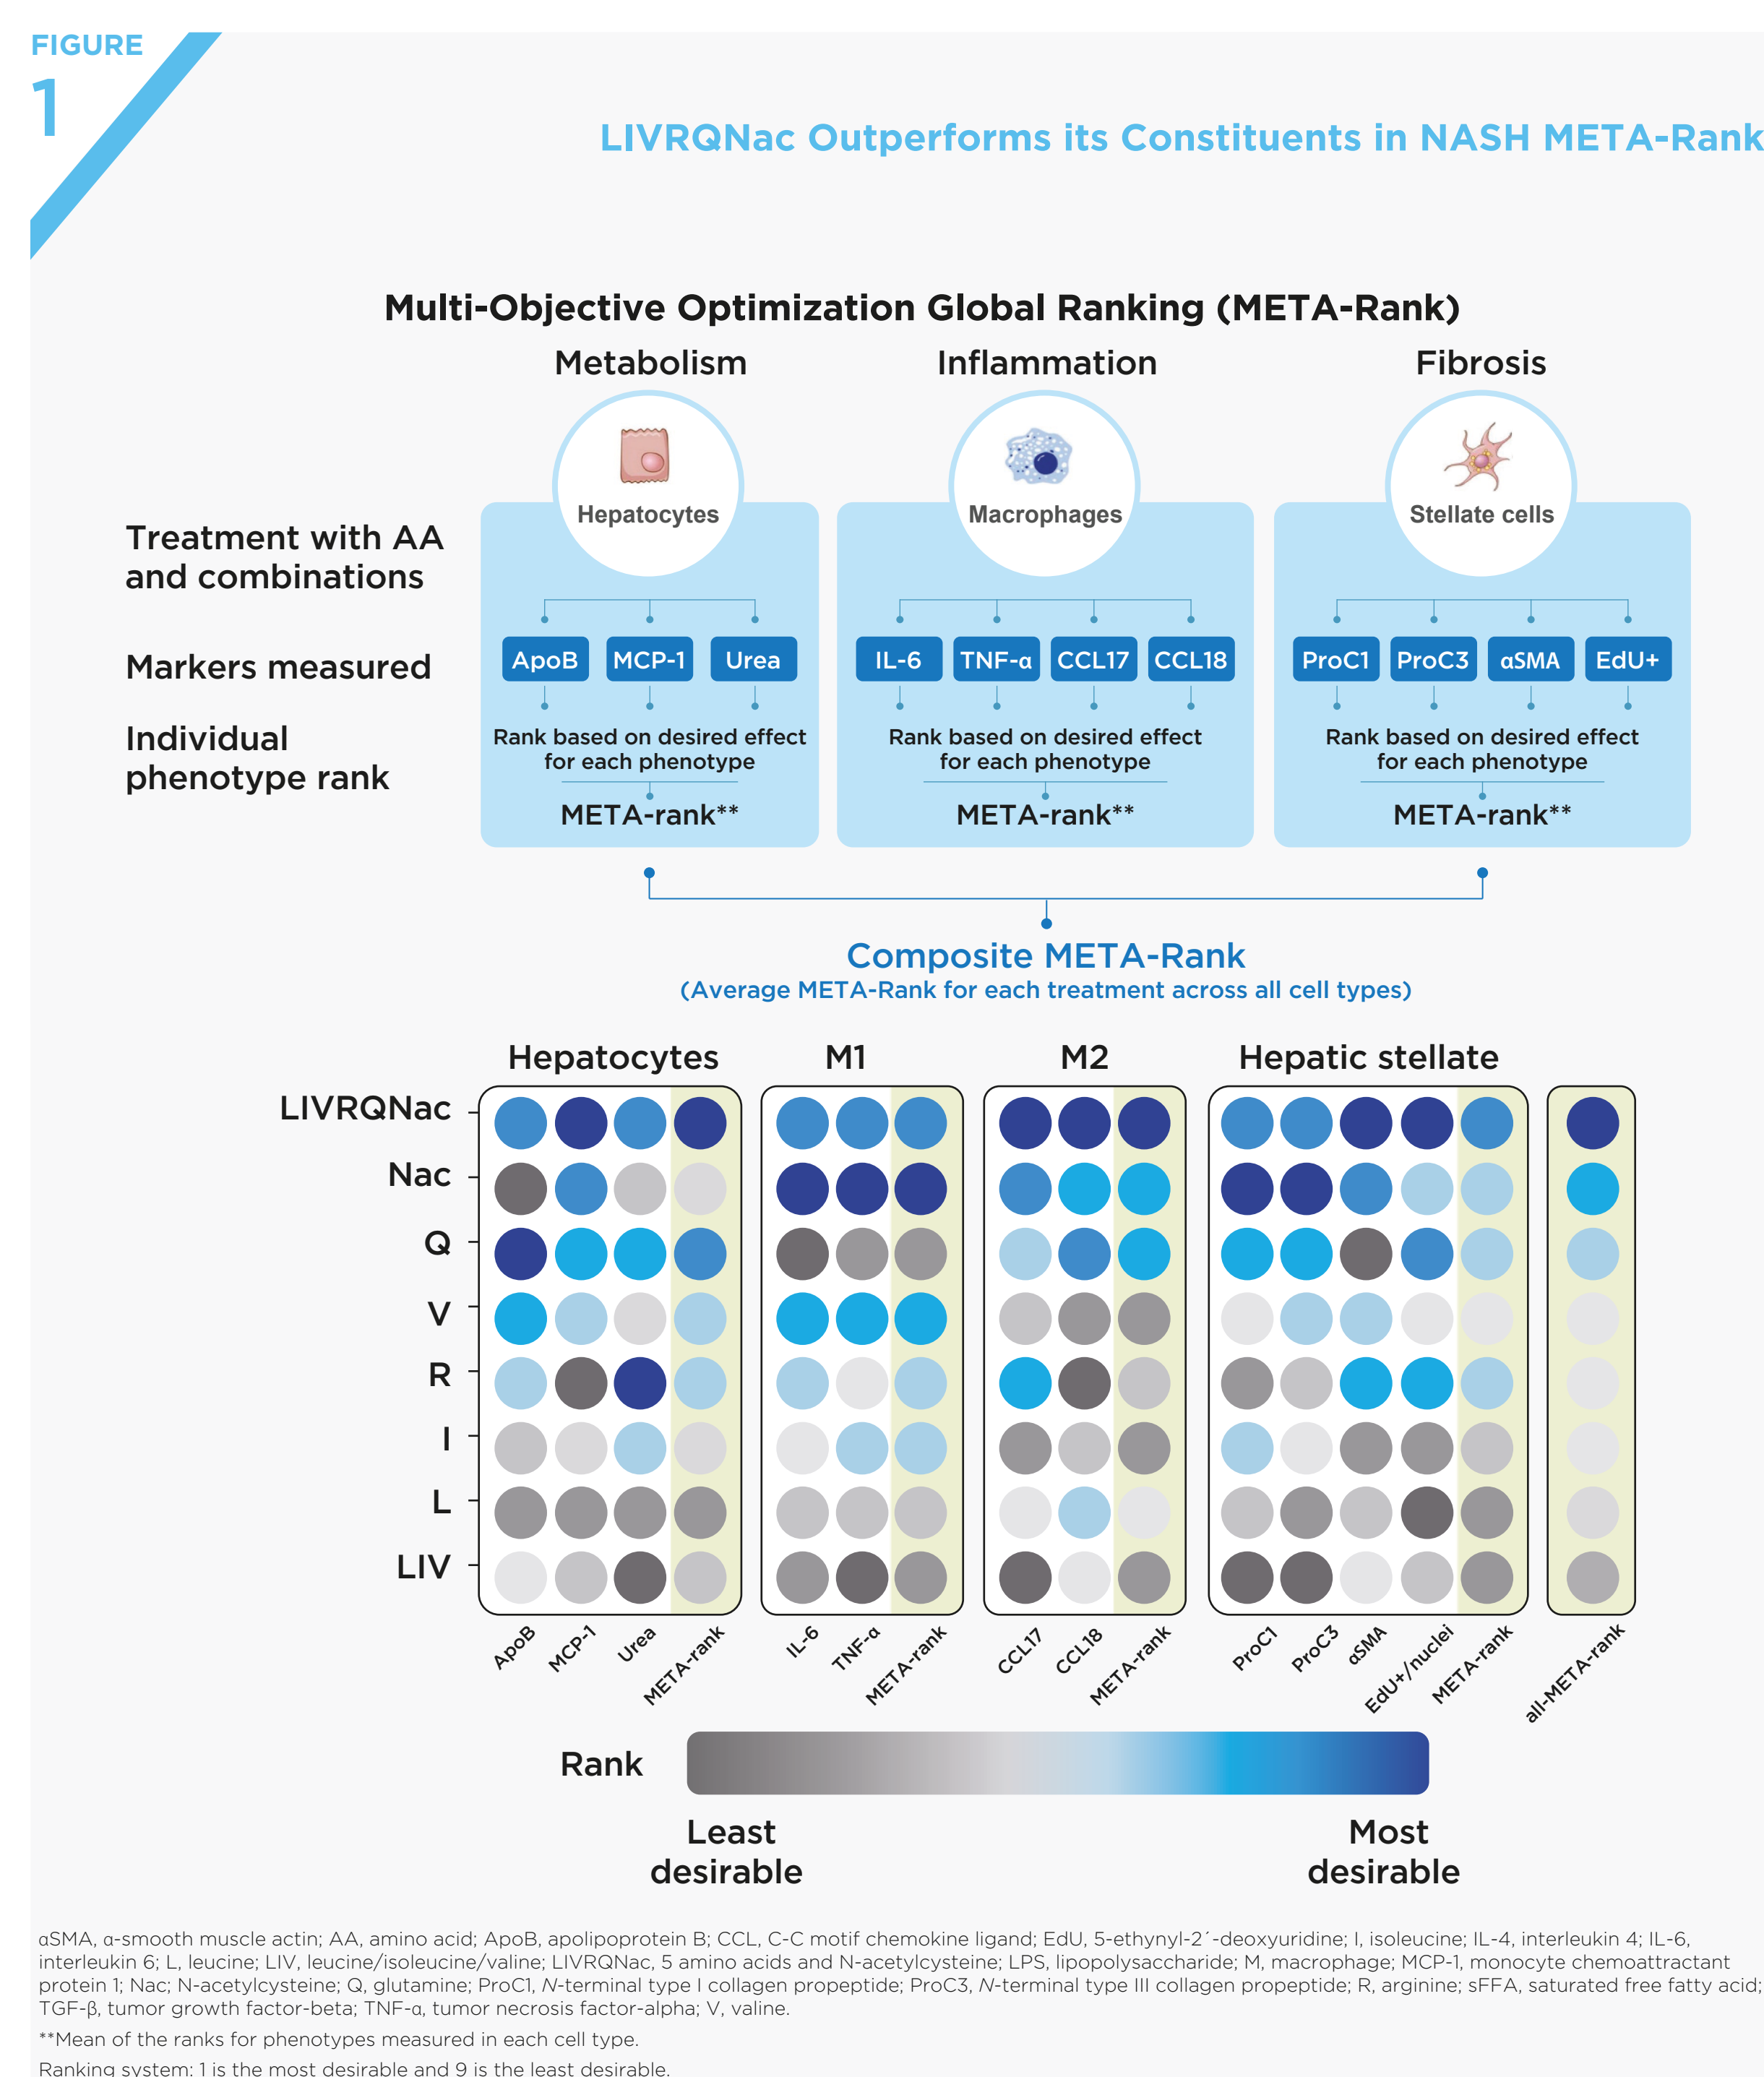 FIGURE
1
LIVRQNac Outperforms its Constituents in NASH META-Rank
Multi-Objective Optimization Global Ranking (META-Rank)
Metabolism Inflammation Fibrosis
Hepatocytes Macrophages Stellate cells
Treatment with AA
and combinations
Markers measured
ApoB MCP-1 Urea IL-6 TNF-α CCL17 CCL18 ProC1 ProC3 αSMA EdU+
Individual
phenotype rank
Rank based on desired effect
for each phenotype
Rank based on desired effect
for each phenotype
Rank based on desired effect
for each phenotype
META-rank** META-rank** META-rank**
Composite META-Rank
(Average META-Rank for each treatment across all cell types)
Hepatocytes M1 M2 Hepatic stellate
LIVRQNac
Nac
Q
V
R
I
L
LIV
ApoB MCP-1 Urea META-rank IL-6 TNF-α META-rank CCL17 CCL18 META-rank ProC1 ProC3 αSMA EdU+/nuclei META-rank all-META-rank
Rank
Least
desirable
Most
desirable
αSMA, α-smooth muscle actin; AA, amino acid; ApoB, apolipoprotein B; CCL, C-C motif chemokine ligand; EdU, 5-ethynyl-2´-deoxyuridine; I, isoleucine; IL-4, interleukin 4; IL-6,
interleukin 6; L, leucine; LIV, leucine/isoleucine/valine; LIVRQNac, 5 amino acids and N-acetylcysteine; LPS, lipopolysaccharide; M, macrophage; MCP-1, monocyte chemoattractant
protein 1; Nac; N-acetylcysteine; Q, glutamine; ProC1, N-terminal type I collagen propeptide; ProC3, N-terminal type III collagen propeptide; R, arginine; sFFA, saturated free fatty acid;
TGF-β, tumor growth factor-beta; TNF-α, tumor necrosis factor-alpha; V, valine.
**Mean of the ranks for phenotypes measured in each cell type.
Ranking system: 1 is the most desirable and 9 is the least desirable.